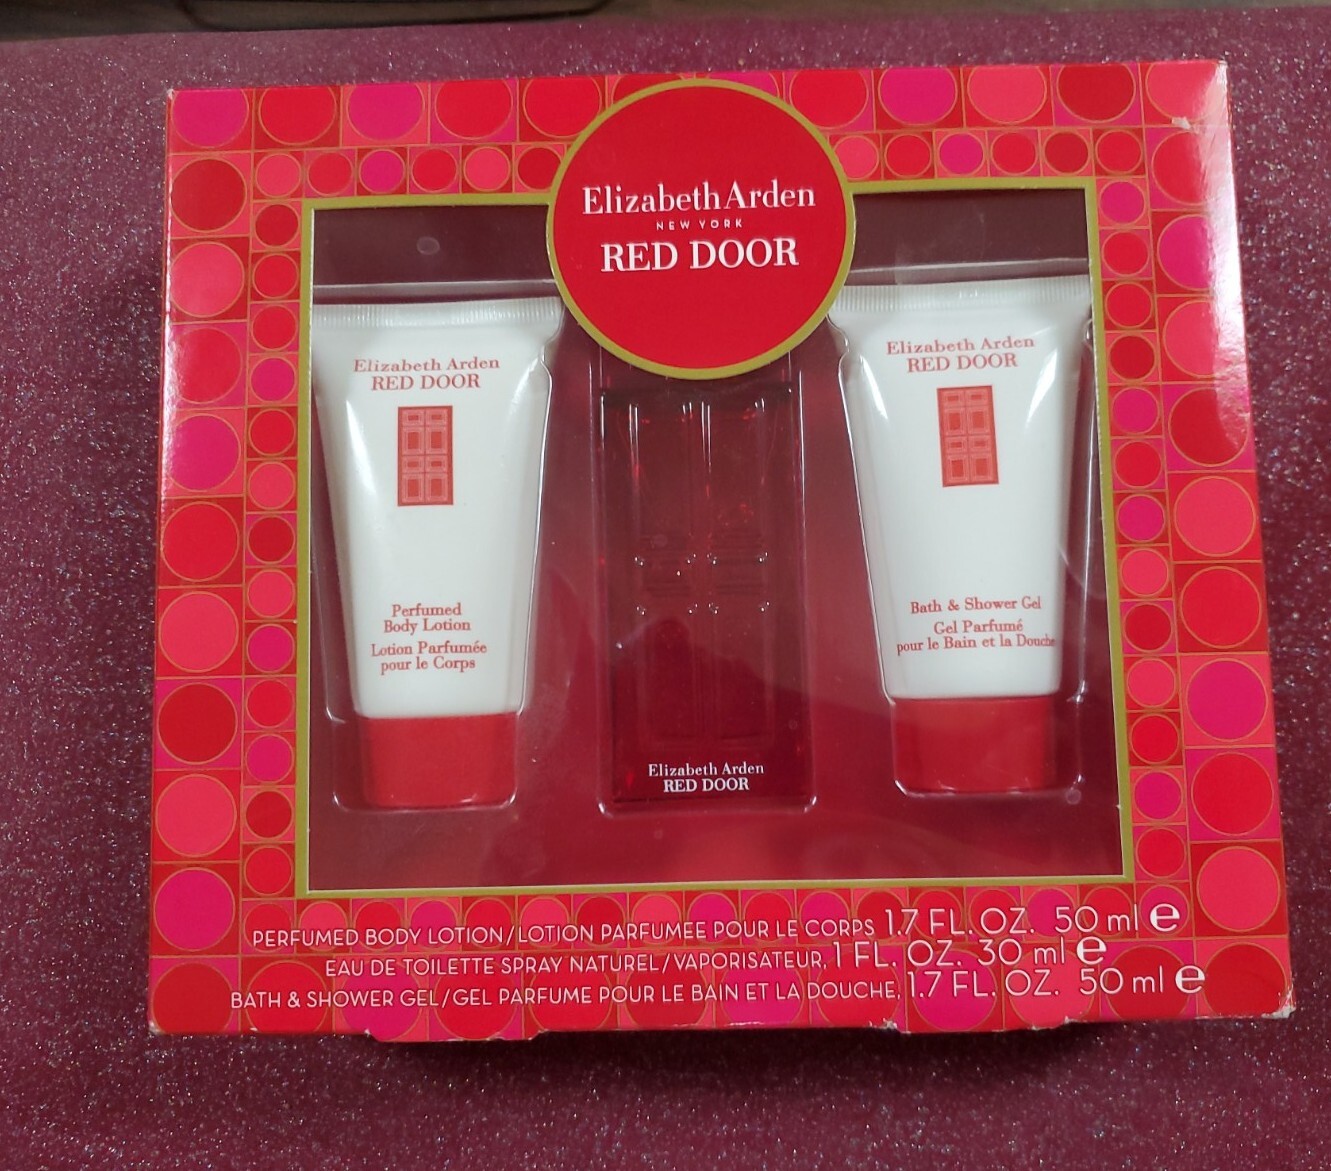 Elizabeth Arden
NEW YORK
RED DOOR
Elizabeth Arden
RED DOOR
Perfumed
Body Lotion
Lotion Parfumée
pour le Corps
Elizabeth Arden
RED DOOR
Elizabeth Arden
RED DOOR
Bath & Shower Gel
Gel Parfumé
pour le Bain et la Douche
PERFUMED BODY LOTION/LOTION PARFUMEE POUR LE CORPS 1.7 FL. OZ. 50 ml e
EAU DE TOILETTE SPRAY NATUREL/VAPORISATEUR, 1 FL. OZ. 30 ml e
BATH & SHOWER GEL/GEL PARFUME POUR LE BAIN ET LA DOUCHE, 1.7 FL. OZ. 50 ml e